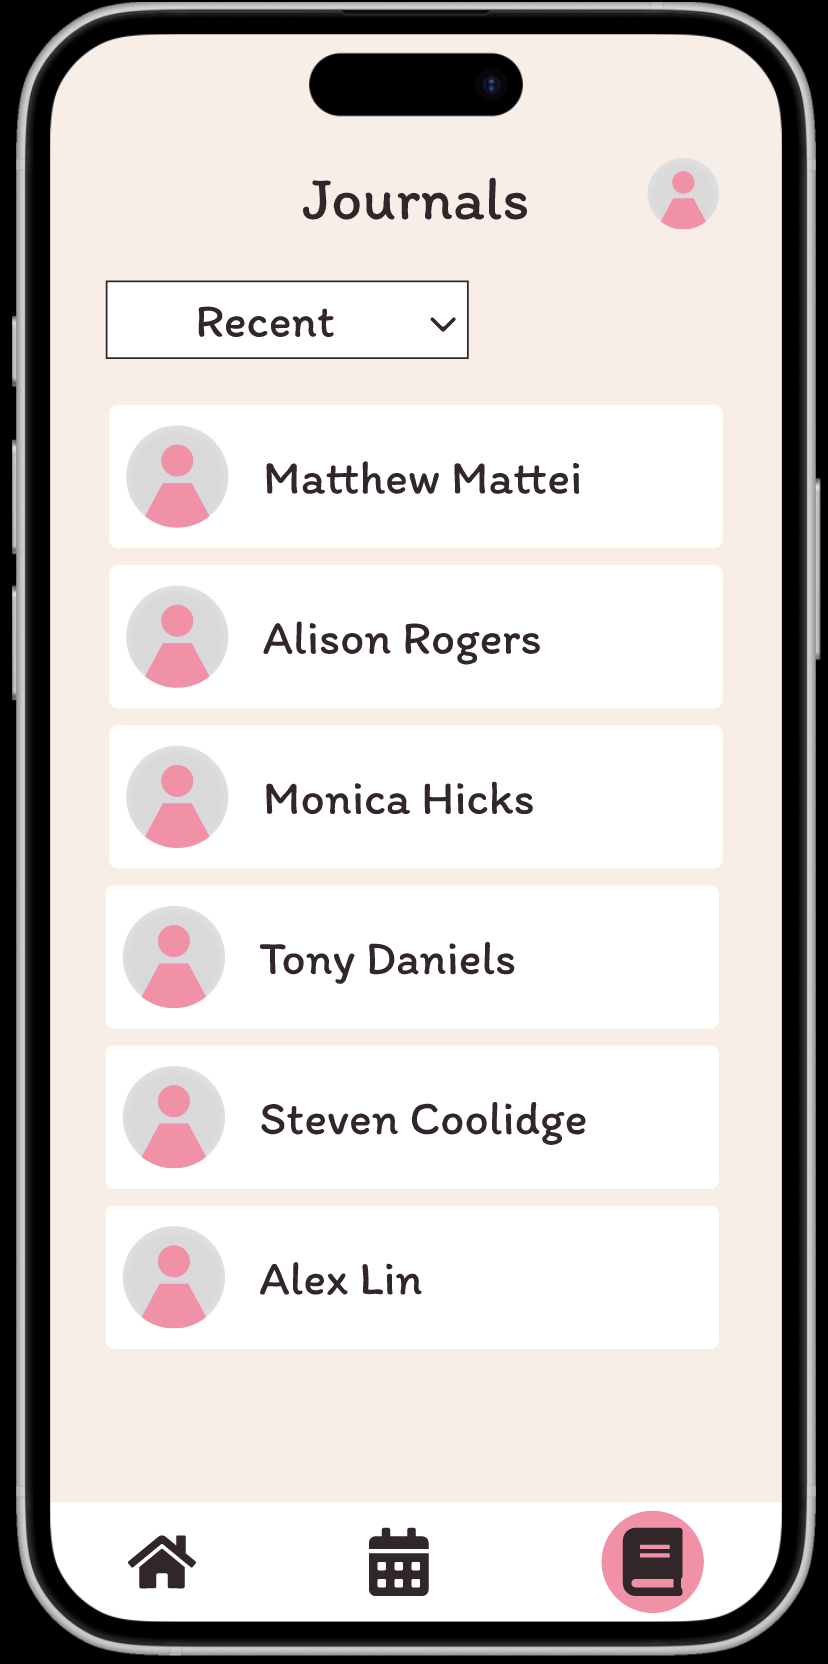 Journals
Recent
Matthew Mattei
Alison Rogers
Monica Hicks
Tony Daniels
Steven Coolidge
Alex Lin